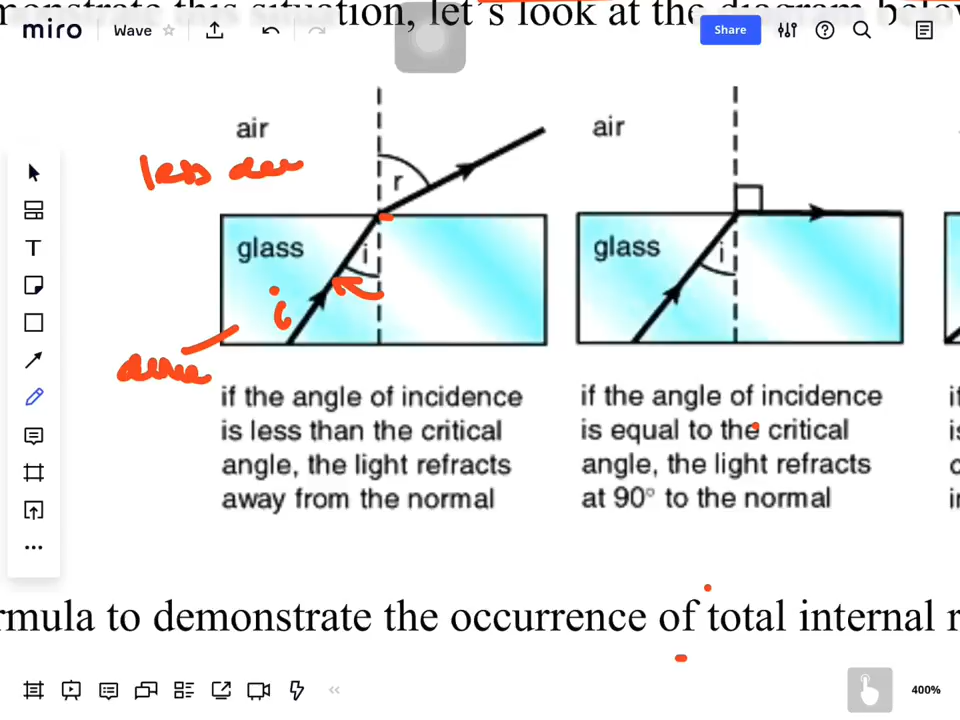 monstrate this situation, let's look at the diagram below
miro Wave Share
air
less den
r
glass
i
i
air
glass
i
if the angle of incidence
is less than the critical
angle, the light refracts
away from the normal
if the angle of incidence
is equal to the critical
angle, the light refracts
at 90° to the normal
rmula to demonstrate the occurrence of total internal r
400%